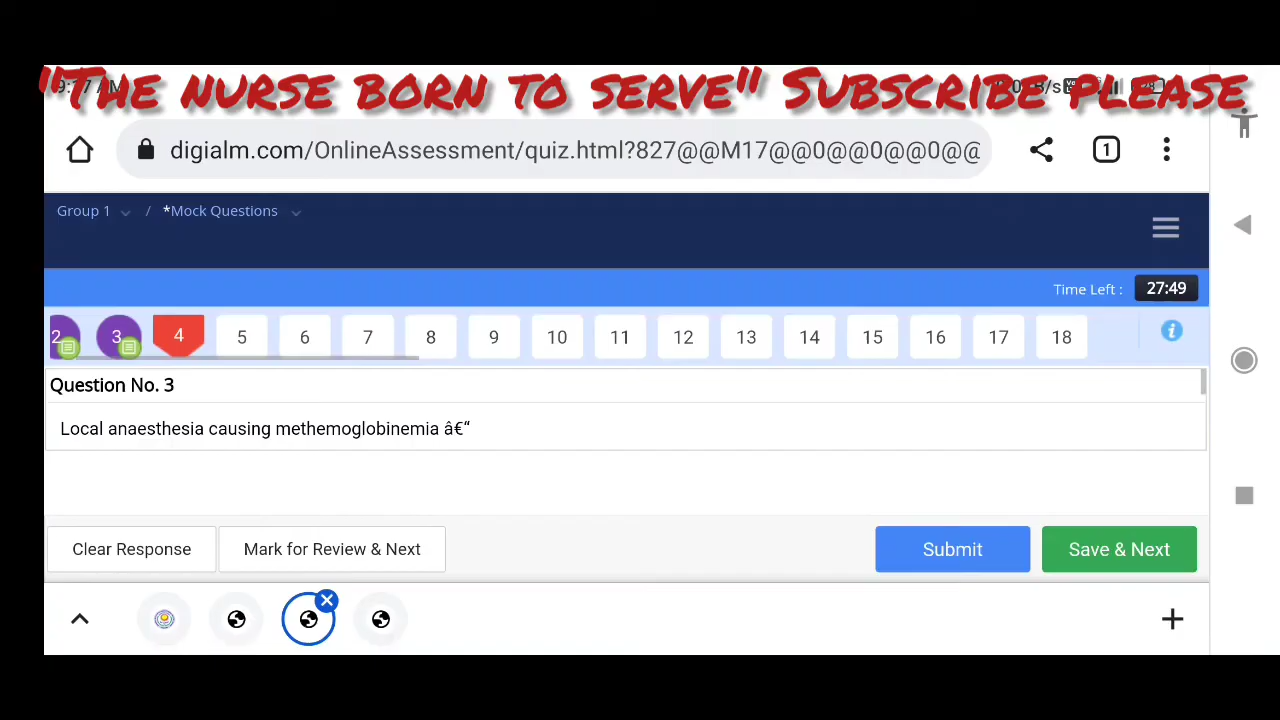 "The nurse born to serve" Subscribe please
digialm.com/OnlineAssessment/quiz.html?827@@M17@@0@@0@@0@@
1
Group 1 / *Mock Questions
Time Left : 27:49
2 3 4 5 6 7 8 9 10 11 12 13 14 15 16 17 18
Question No. 3
Local anaesthesia causing methemoglobinemia â€“
Clear Response Mark for Review & Next Submit Save & Next